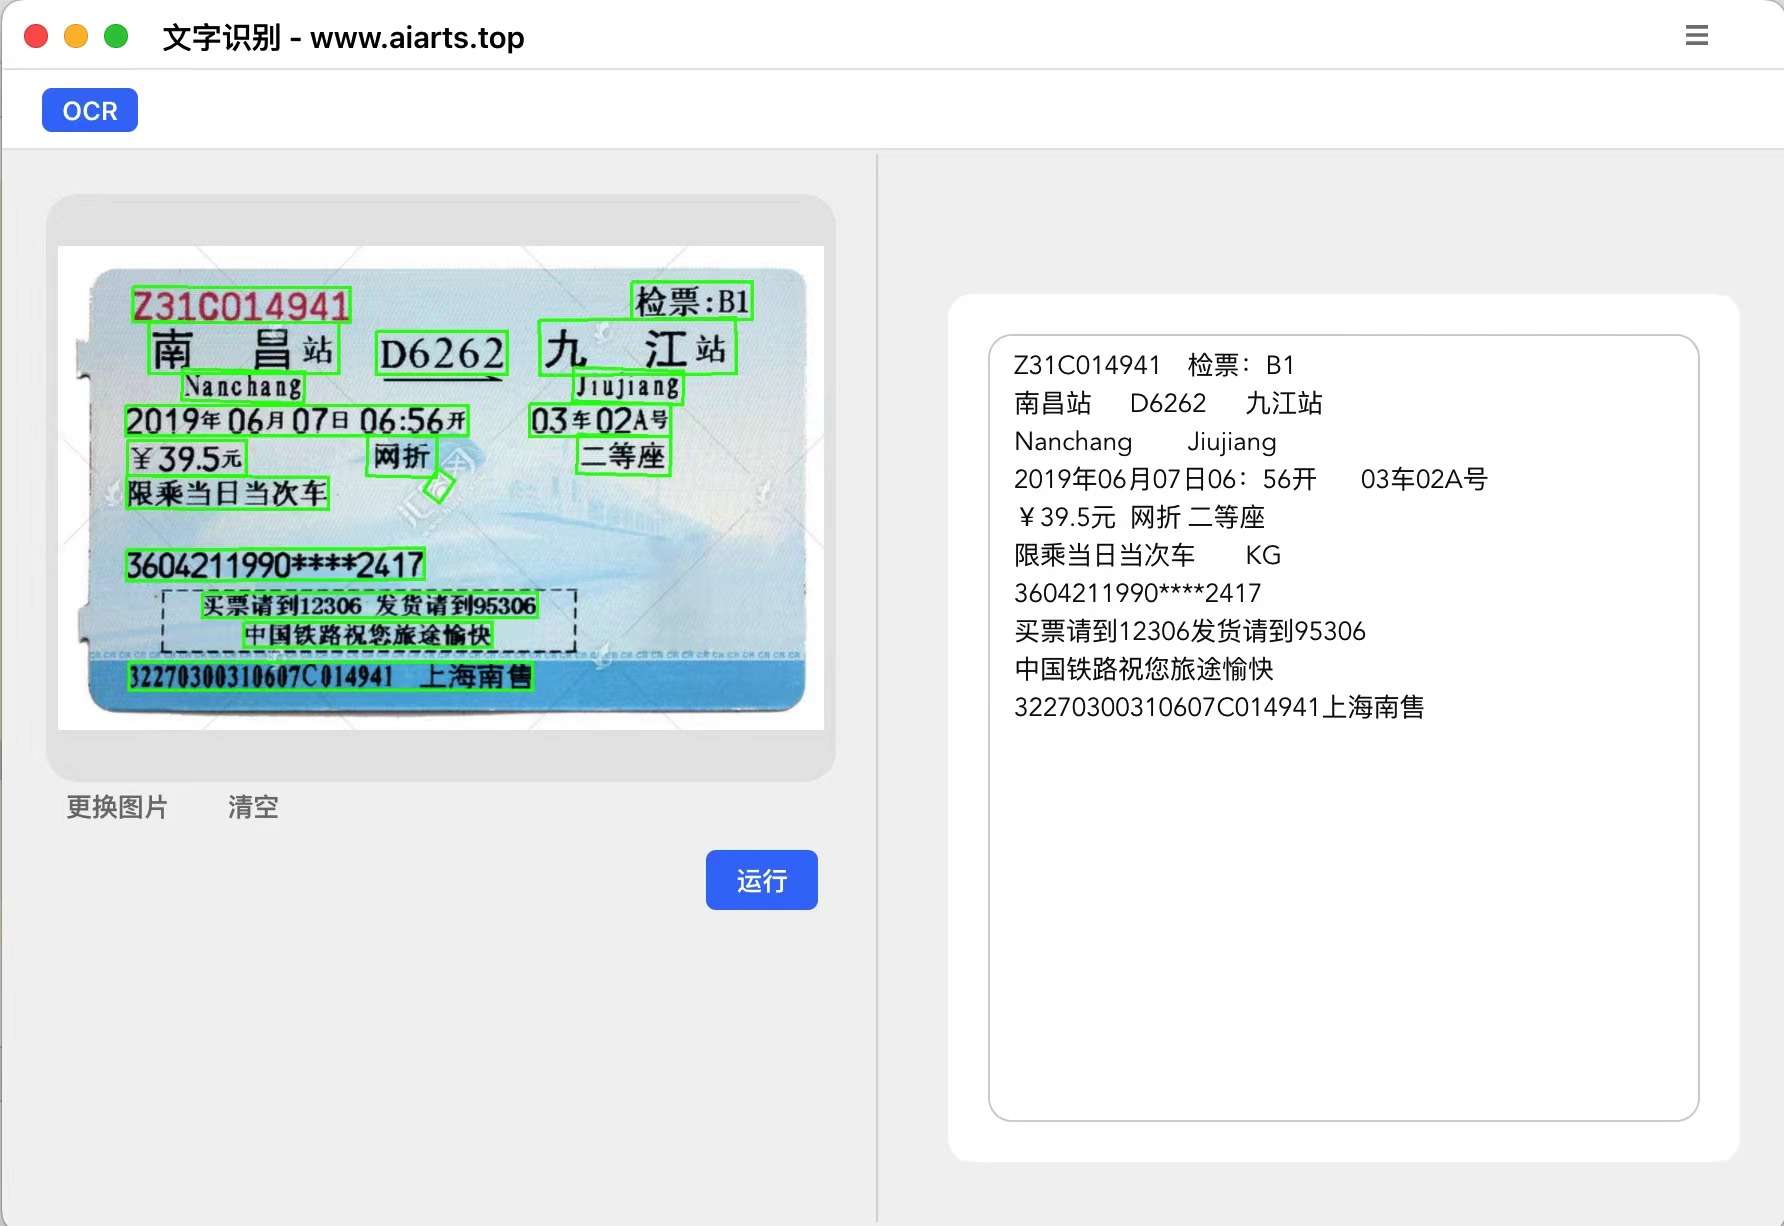 文字识别 - www.aiarts.top
OCR
Z31C014941 检票:B1
南昌站 D6262 九江站
Nanchang Jiujiang
2019年06月07日 06:56开 03车02A号
￥39.5元 网折 二等座
限乘当日当次车
3604211990****2417
买票请到12306 发货请到95306
中国铁路祝您旅途愉快
32270300310607C014941 上海南售
更换图片 清空
运行
Z31C014941 检票：B1
南昌站 D6262 九江站
Nanchang Jiujiang
2019年06月07日06：56开 03车02A号
￥39.5元 网折 二等座
限乘当日当次车 KG
3604211990****2417
买票请到12306发货请到95306
中国铁路祝您旅途愉快
32270300310607C014941上海南售